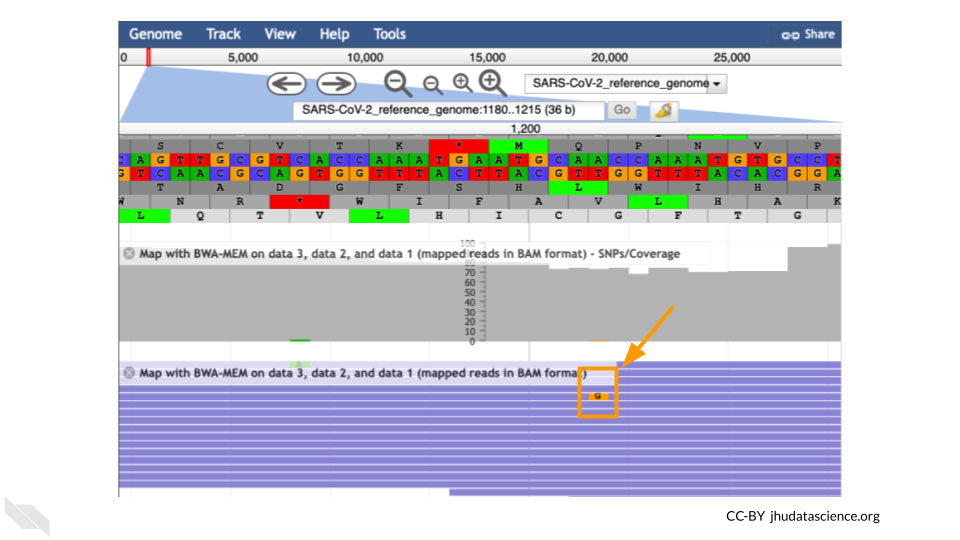 Genome Track View Help Tools Share
0 5,000 10,000 15,000 20,000 25,000
SARS-CoV-2_reference_genome
SARS-CoV-2_reference_genome:1180..1215 (36 b) Go
1,200
S C V T K * M Q P N V P
C A G T T G C G T C A C C A A A T G A A T G C A A C C A A A T G T G C C T
G T C A A C G C A G T G G T T T A C T T A C G T T G G T T T A C A C G G A
T A D G F S H L W I H R
W N R * W I F A V L H A K
L Q T V L H I C G F T G
100
Map with BWA-MEM on data 3, data 2, and data 1 (mapped reads in BAM format) - SNPs/Coverage
80
70
60
50
40
30
20
10
0
Map with BWA-MEM on data 3, data 2, and data 1 (mapped reads in BAM format)
G
CC-BY jhudatascience.org